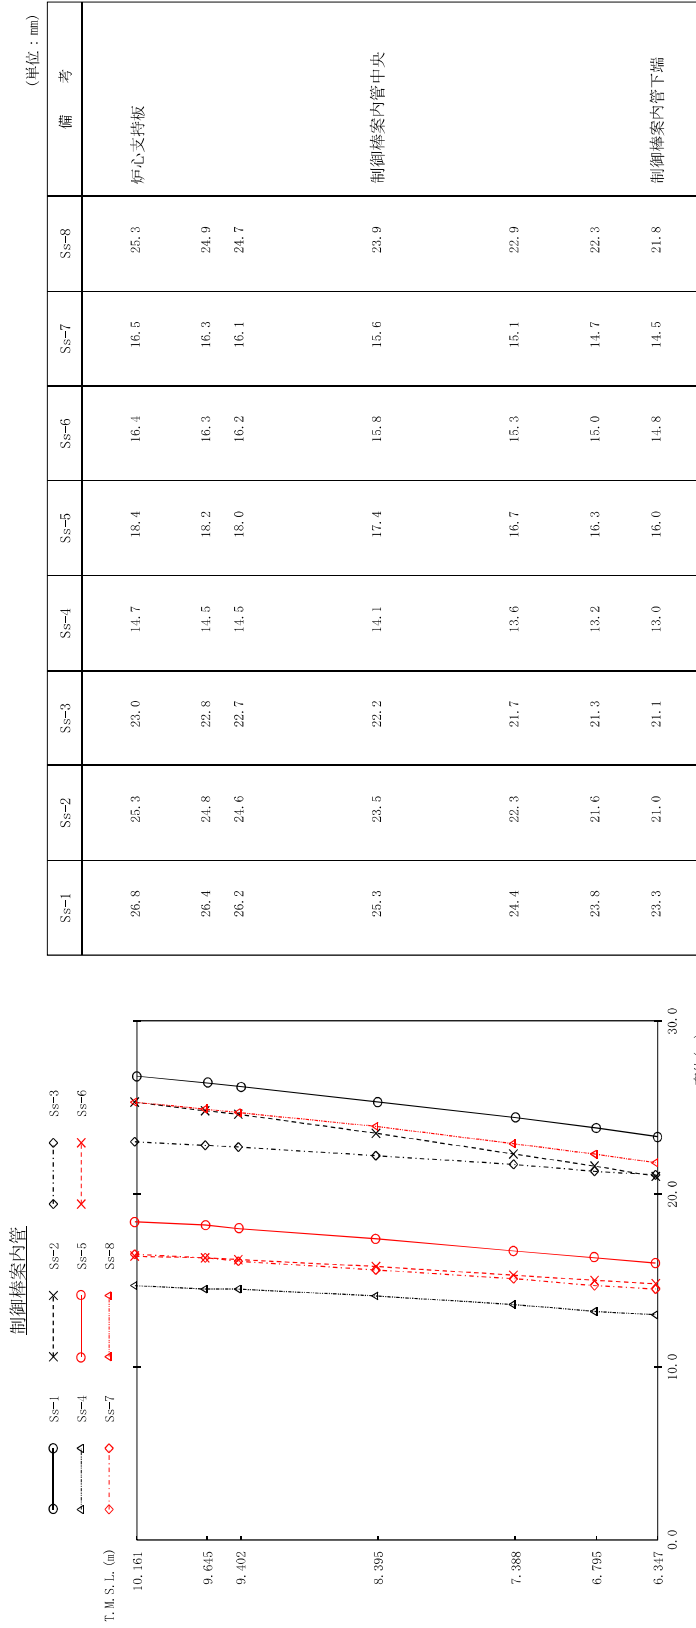 制御棒案内管
(単位：mm)
Ss-1 Ss-2 Ss-3
Ss-4 Ss-5 Ss-6
Ss-7 Ss-8
T.M.S.L.(m)
10.161
9.645
9.402
8.395
7.388
6.795
6.347
0.0 10.0 20.0 30.0
Ss-1 Ss-2 Ss-3 Ss-4 Ss-5 Ss-6 Ss-7 Ss-8 備 考
26.8 25.3 23.0 14.7 18.4 16.4 16.5 25.3 炉心支持板
26.4 24.8 22.8 14.5 18.2 16.3 16.3 24.9
26.2 24.6 22.7 14.5 18.0 16.2 16.1 24.7
25.3 23.5 22.2 14.1 17.4 15.8 15.6 23.9 制御棒案内管中央
24.4 22.3 21.7 13.6 16.7 15.3 15.1 22.9
23.8 21.6 21.3 13.2 16.3 15.0 14.7 22.3
23.3 21.0 21.1 13.0 16.0 14.8 14.5 21.8 制御棒案内管下端